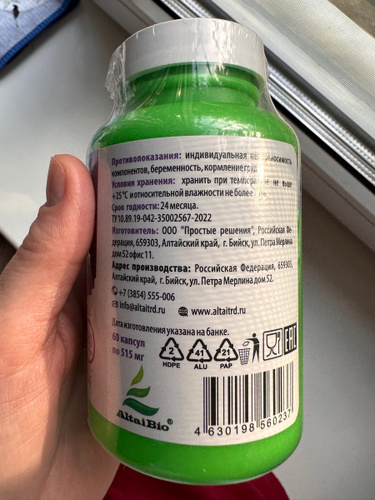 Противопоказания: индивидуальная
компонентов, беременность, кормление
Условия хранения: хранить при
+25°С и относительной влажности не более
Срок годности: 24 месяца.
ТУ 10.89.19-042-35002567-2022
Изготовитель: ООО "Простые решения", Российская Фе-
дерация, 659303, Алтайский край, г. Бийск, ул. Петра Мерлина
дом 52 офис 11.
Адрес производства: Российская Федерация, 659303,
Алтайский край, г. Бийск, ул. Петра Мерлина дом 52.
+7 (3854) 555-006
info@altaitrd.ru www.altaitrd.ru
Дата изготовления указана на банке.
60 капсул
по 515 мг
2 41 21
HDPE ALU PAP
EAC
AltaiBio®
4 630198 560237